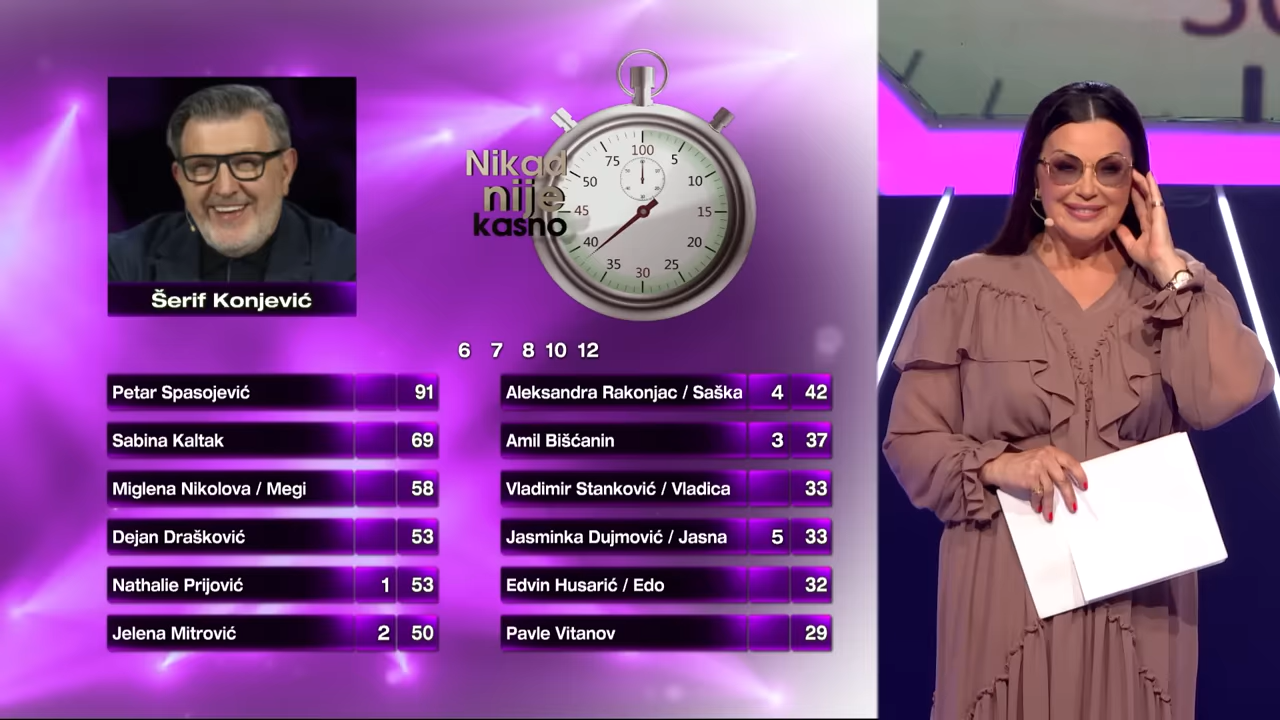 Šerif Konjević
Nikad
nije
kasno
100
75 5
50 10
45 15
40 20
35 30 25
6 7 8 10 12
Petar Spasojević 91
Sabina Kaltak 69
Miglena Nikolova / Megi 58
Dejan Drašković 53
Nathalie Prijović 1 53
Jelena Mitrović 2 50
Aleksandra Rakonjac / Saška 4 42
Amil Bišćanin 3 37
Vladimir Stanković / Vladica 33
Jasminka Dujmović / Jasna 5 33
Edvin Husarić / Edo 32
Pavle Vitanov 29